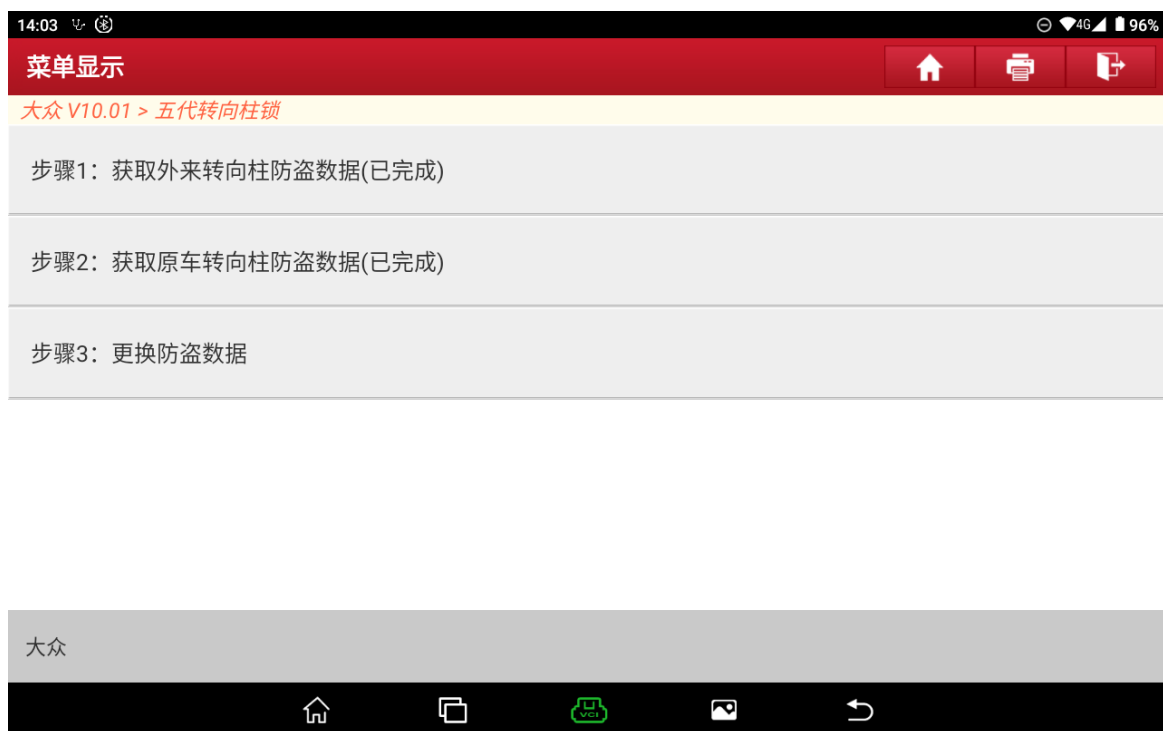 14:03 4G 96%
菜单显示
大众 V10.01 > 五代转向柱锁
步骤1：获取外来转向柱防盗数据(已完成)
步骤2：获取原车转向柱防盗数据(已完成)
步骤3：更换防盗数据
大众
VCI